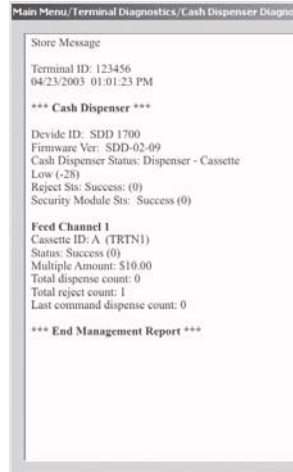 Main Menu/Terminal Diagnostics/Cash Dispenser
Store Message
Terminal ID: 123456
04/23/2003 01:01:23 PM
*** Cash Dispenser ***
Devide ID: SDD 1700
Firmware Ver: SDD-02-09
Cash Dispenser Status: Dispenser - Cassette
Low (-28)
Reject Sts: Success: (0)
Security Module Sts: Success (0)
Feed Channel 1
Cassette ID: A (TRTN1)
Status: Success (0)
Multiple Amount: $10.00
Total dispense count: 0
Total reject count: 1
Last command dispense count: 0
*** End Management Report ***